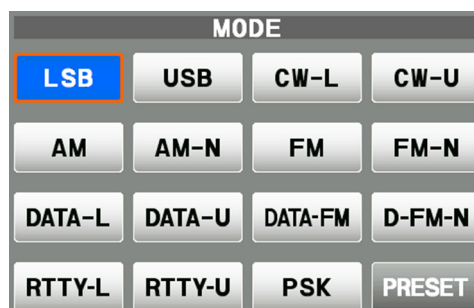 MODE
LSB USB CW-L CW-U
AM AM-N FM FM-N
DATA-L DATA-U DATA-FM D-FM-N
RTTY-L RTTY-U PSK PRESET